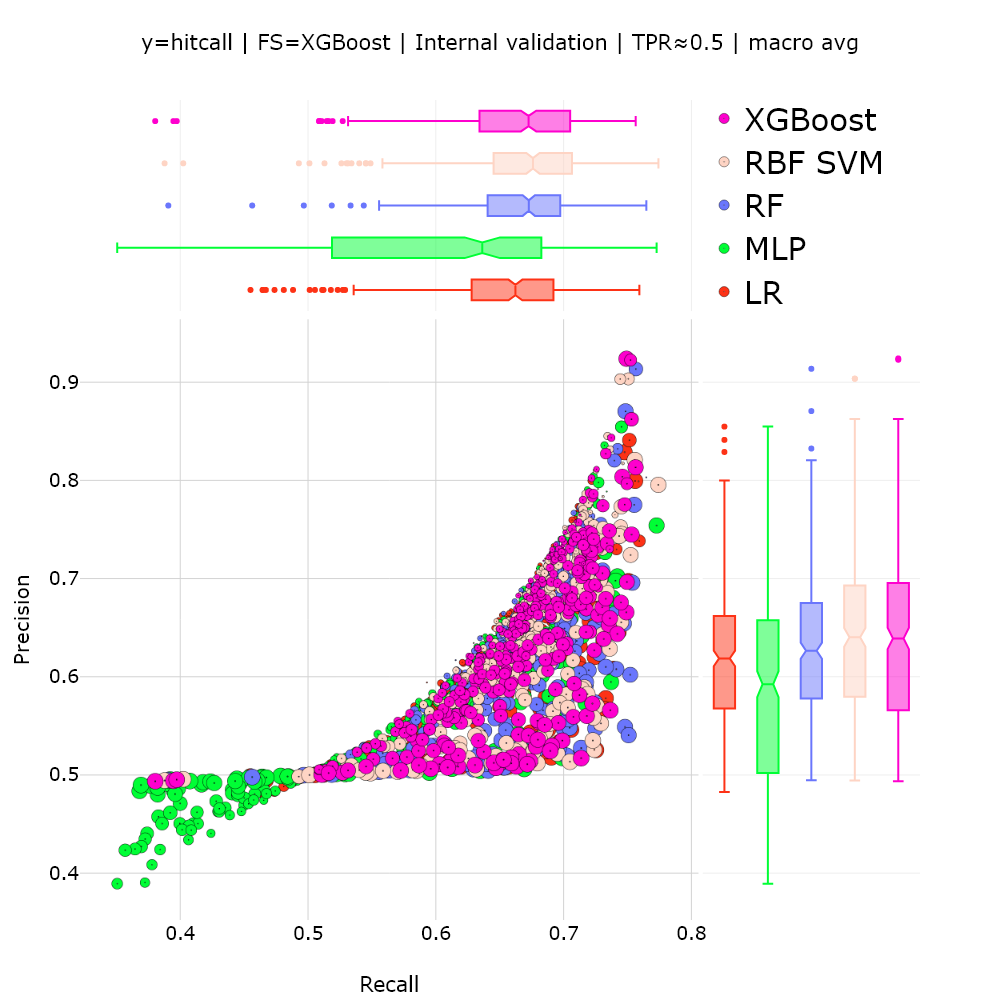 y=hitcall | FS=XGBoost | Internal validation | TPR≈0.5 | macro avg
XGBoost
RBF SVM
RF
MLP
LR
0.9
0.8
0.7
0.6
0.5
0.4
Precision
0.4 0.5 0.6 0.7 0.8
Recall